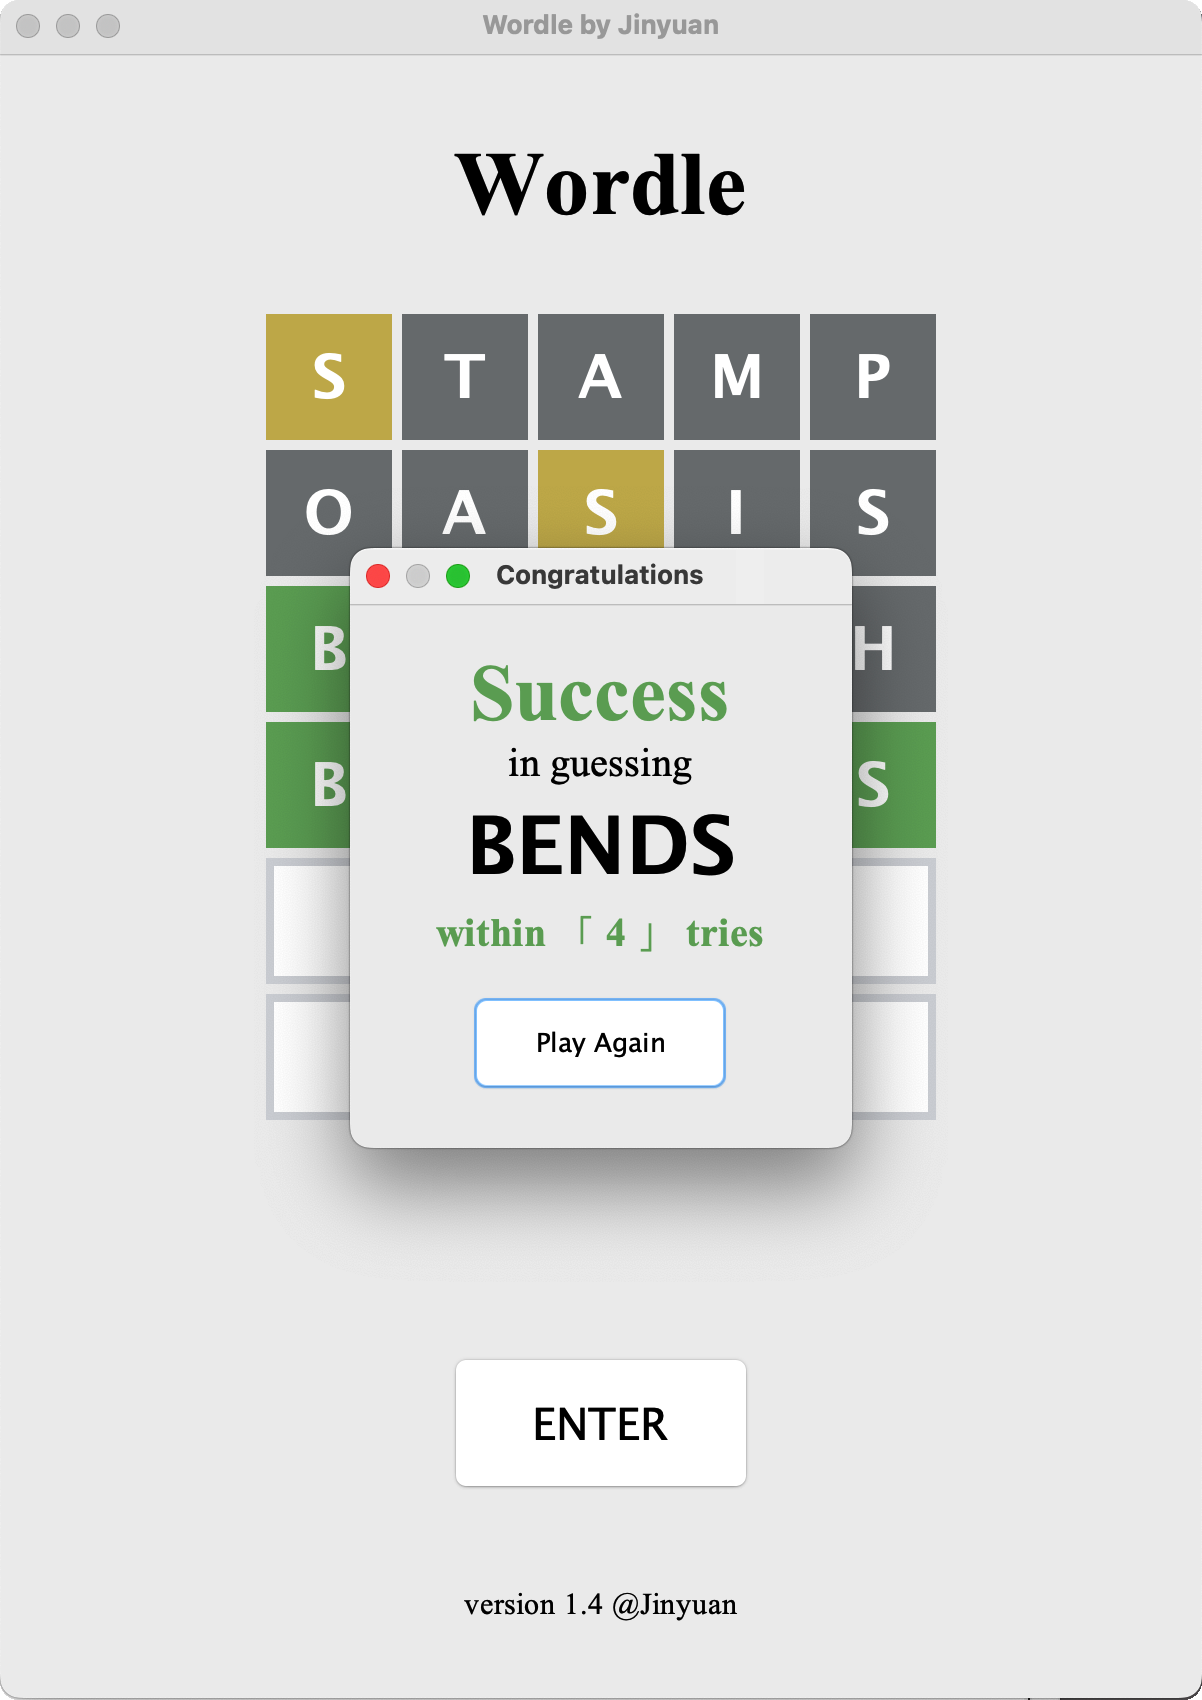 Wordle by Jinyuan
Wordle
S T A M P
O A S I S
B H
B S
Congratulations
Success
in guessing
BENDS
within 「 4 」 tries
Play Again
ENTER
version 1.4 @Jinyuan